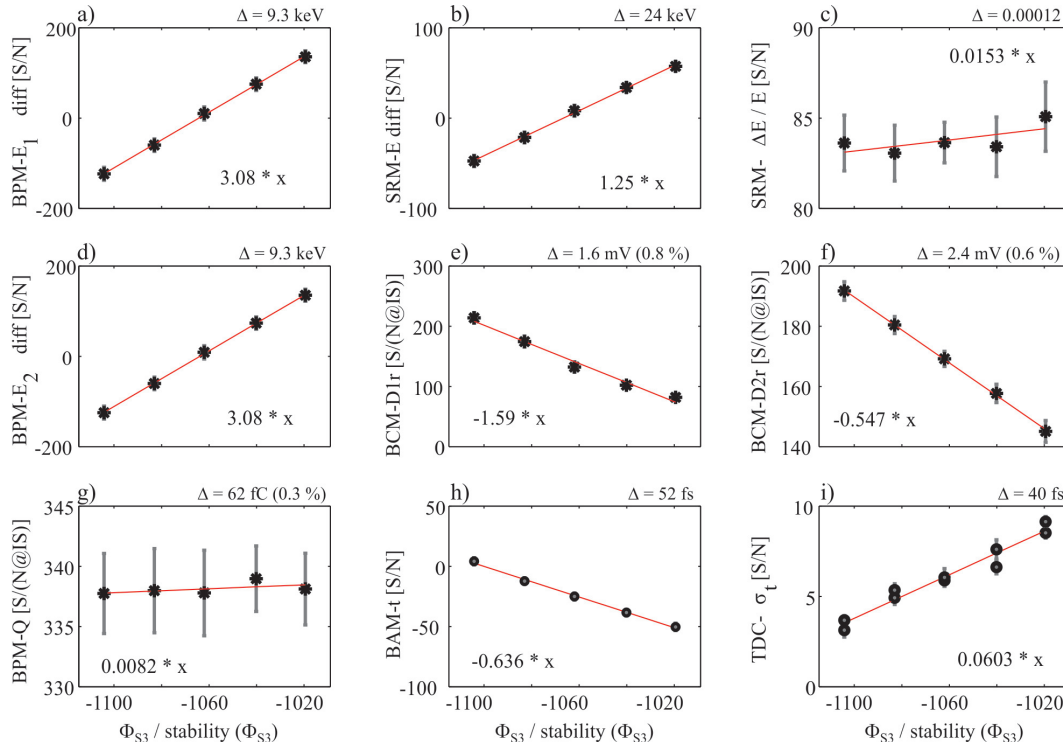 a) Δ = 9.3 keV
BPM-E1 diff [S/N]
200
100
0
-100
-200
3.08 * x
b) Δ = 24 keV
SRM-E diff [S/N]
100
0
-100
1.25 * x
c) Δ = 0.00012
SRM- ΔE / E [S/N]
90
85
80
0.0153 * x
d) Δ = 9.3 keV
BPM-E2 diff [S/N]
200
0
-200
3.08 * x
e) Δ = 1.6 mV (0.8 %)
BCM-D1r [S/(N@IS)]
300
200
100
0
-1.59 * x
f) Δ = 2.4 mV (0.6 %)
BCM-D2r [S/(N@IS)]
200
180
160
140
-0.547 * x
g) Δ = 62 fC (0.3 %)
BPM-Q [S/(N@IS)]
345
340
335
330
0.0082 * x
-1100 -1060 -1020
ΦS3 / stability (ΦS3)
h) Δ = 52 fs
BAM-t [S/N]
50
0
-50
-100
-0.636 * x
-1100 -1060 -1020
ΦS3 / stability (ΦS3)
i) Δ = 40 fs
TDC- σt [S/N]
10
5
0
0.0603 * x
-1100 -1060 -1020
ΦS3 / stability (ΦS3)